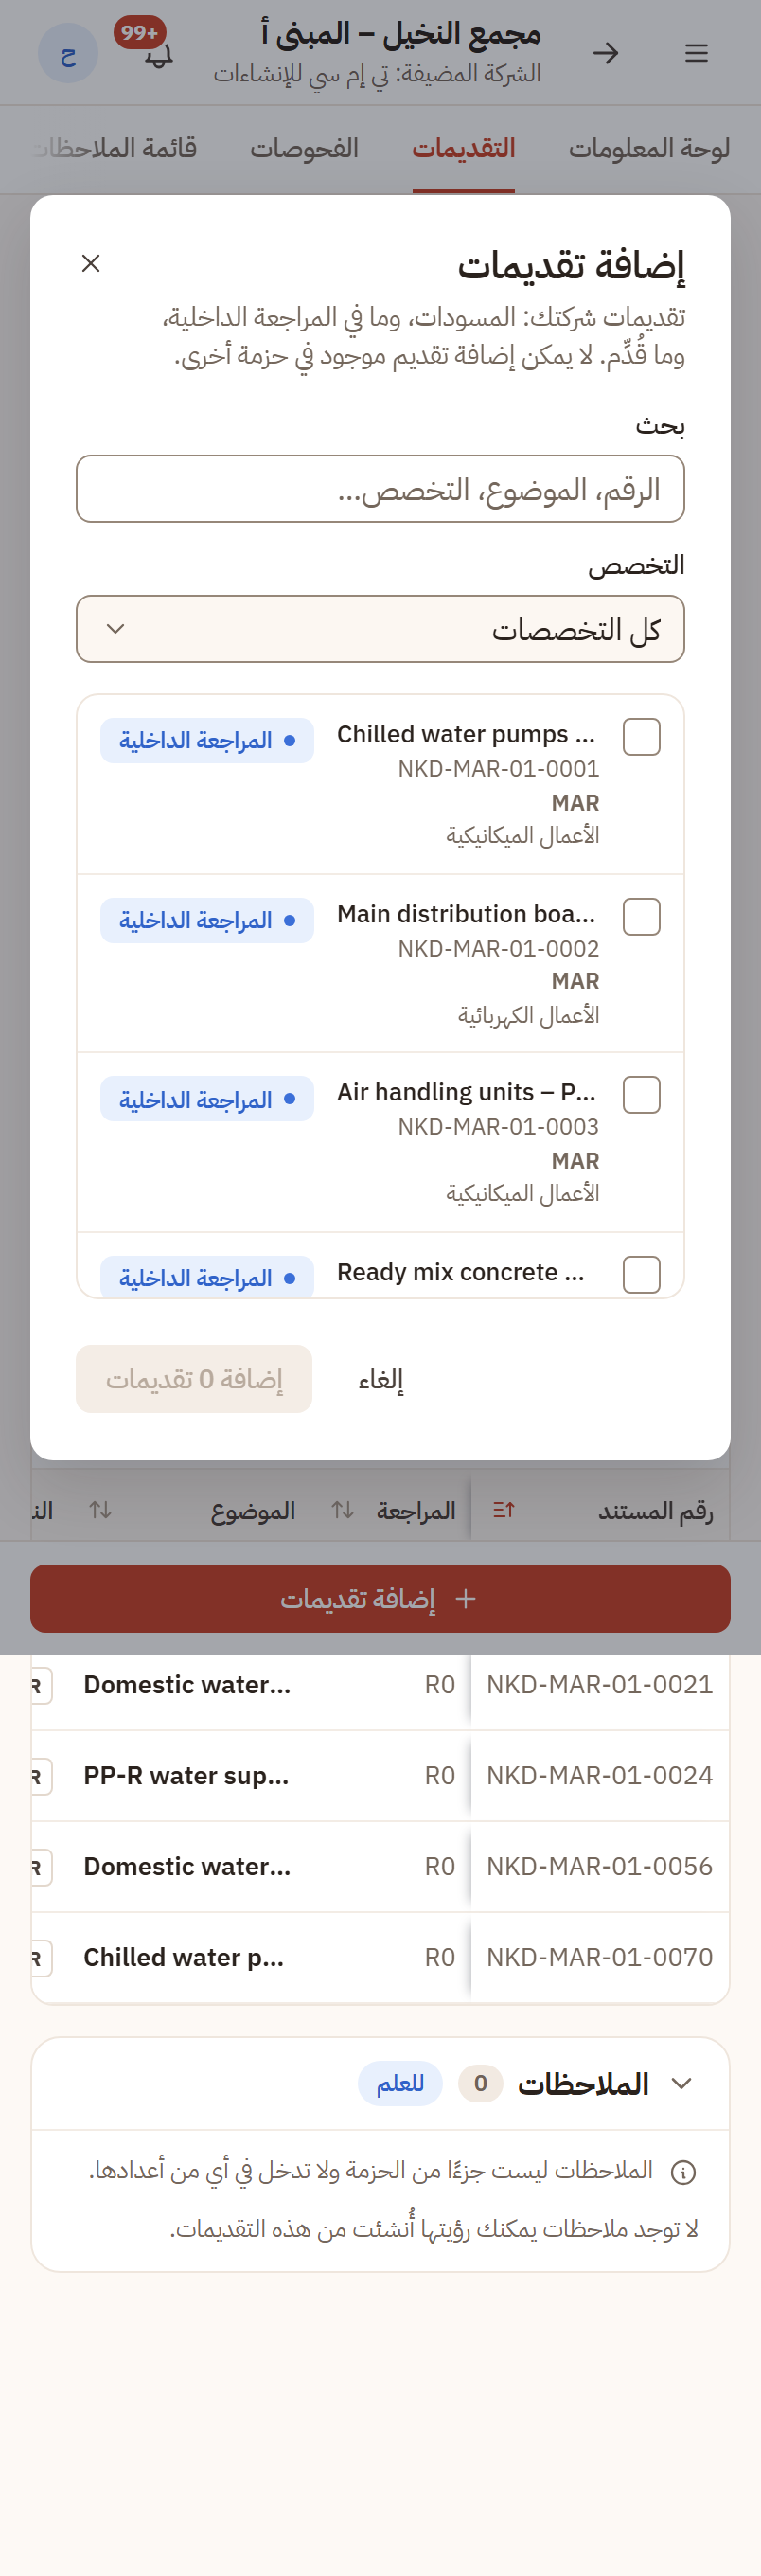 مجمع النخيل – المبنى أ
الشركة المضيفة: تي إم سي للإنشاءات
ح
99+
لوحة المعلومات
التقديمات
الفحوصات
قائمة الملاحظات
إضافة تقديمات
تقديمات شركتك: المسودات، وما في المراجعة الداخلية،
وما قُدِّم. لا يمكن إضافة تقديم موجود في حزمة أخرى.
بحث
الرقم، الموضوع، التخصص...
التخصص
كل التخصصات
Chilled water pumps ...
المراجعة الداخلية
NKD-MAR-01-0001
MAR
الأعمال الميكانيكية
Main distribution boa...
المراجعة الداخلية
NKD-MAR-01-0002
MAR
الأعمال الكهربائية
Air handling units – P...
المراجعة الداخلية
NKD-MAR-01-0003
MAR
الأعمال الميكانيكية
Ready mix concrete ...
المراجعة الداخلية
إلغاء
إضافة 0 تقديمات
رقم المستند
المراجعة
الموضوع
إضافة تقديمات
NKD-MAR-01-0021 R0 Domestic water... R
NKD-MAR-01-0024 R0 PP-R water sup... R
NKD-MAR-01-0056 R0 Domestic water... R
NKD-MAR-01-0070 R0 Chilled water p... R
الملاحظات 0 للعلم
الملاحظات ليست جزءًا من الحزمة ولا تدخل في أي من أعدادها.
لا توجد ملاحظات يمكنك رؤيتها أُنشئت من هذه التقديمات.